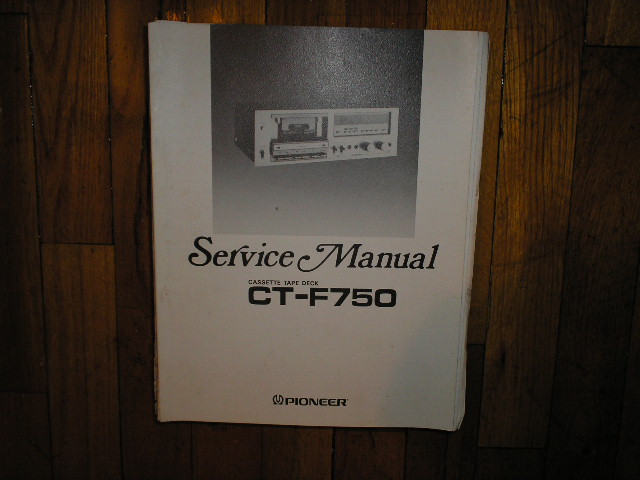 Service Manual
CASSETTE TAPE DECK
CT-F750
PIONEER